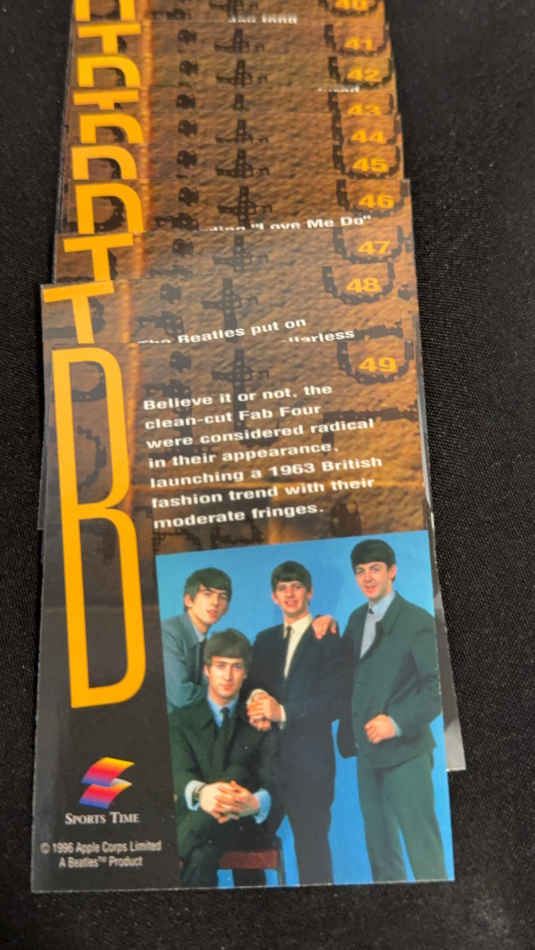 40
41
42
43
44
45
46
"Love Me Do"
47
48
The Beatles put on
49
B
Believe it or not, the
clean-cut Fab Four
were considered radical
in their appearance,
launching a 1963 British
fashion trend with their
moderate fringes.
SPORTS TIME
© 1996 Apple Corps Limited
A Beatles™ Product